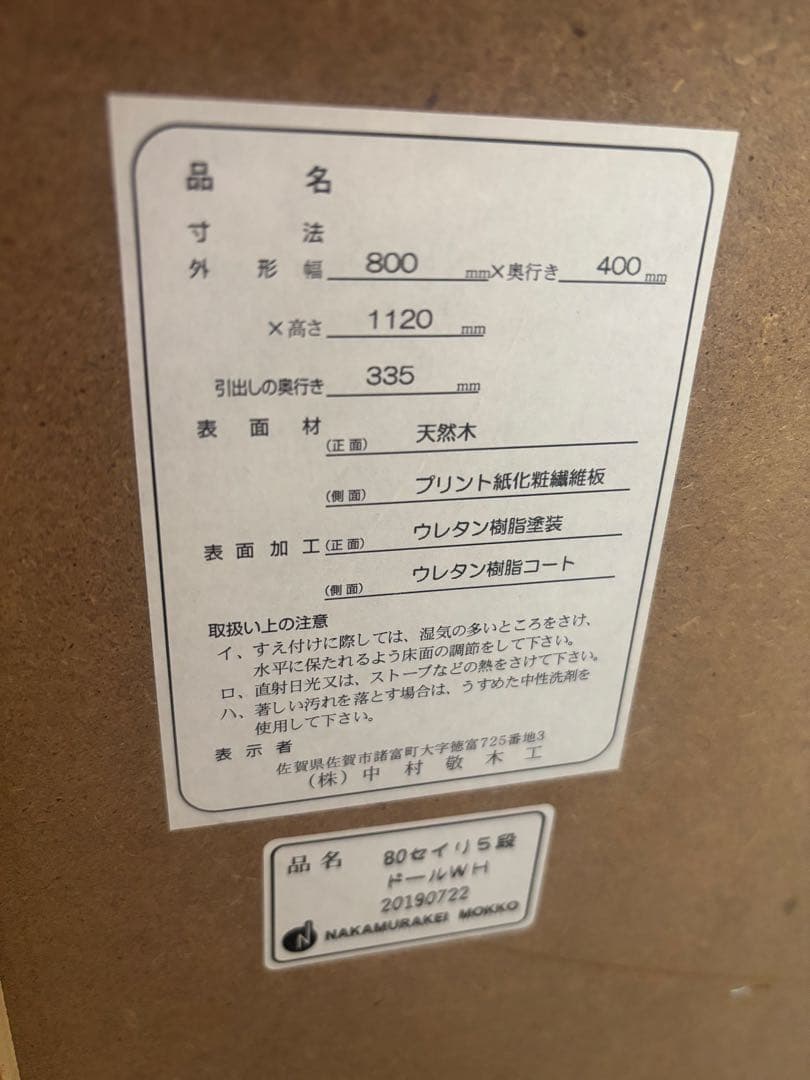 品名
寸法
外形 幅 800 mm×奥行き 400 mm
×高さ 1120 mm
引出しの奥行き 335 mm
表面材 (正面) 天然木
(側面) プリント紙化粧繊維板
表面加工 (正面) ウレタン樹脂塗装
(側面) ウレタン樹脂コート
取扱い上の注意
イ、すえ付けに際しては、湿気の多いところをさけ、
水平に保たれるよう床面の調節をして下さい。
ロ、直射日光又は、ストーブなどの熱をさけて下さい。
ハ、著しい汚れを落とす場合は、うすめた中性洗剤を
使用して下さい。
表示者
佐賀県佐賀市諸富町大字徳富725番地3
(株)中村敬木工
品名 80セイリ5段
ドールWH
20190722
N NAKAMURAKEI MOKKO